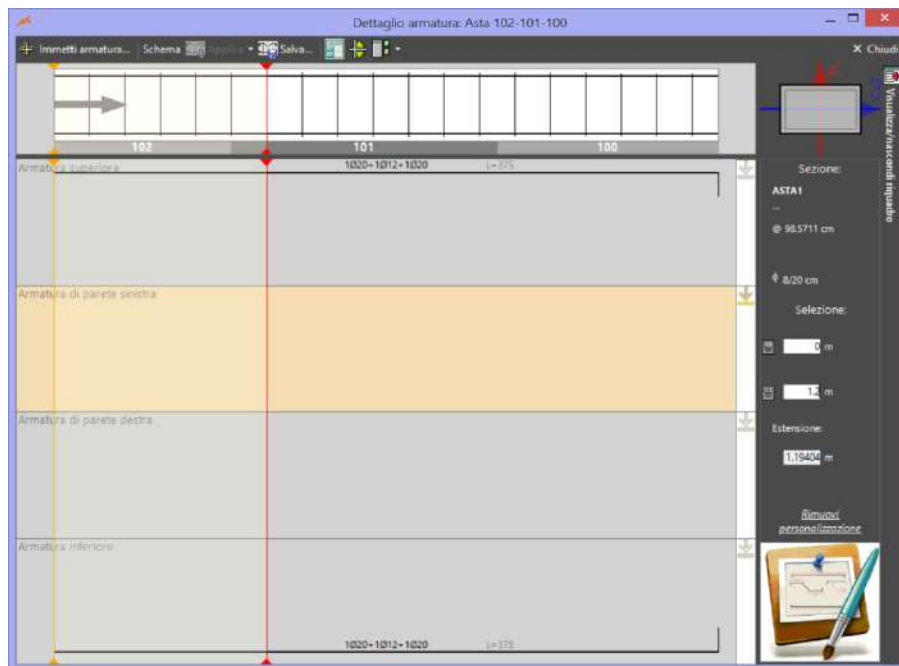 Dettaglio armatura: Asta 102-101-100
Immetti armatura... Schema Applica Salva... Chiudi
Visualizza/nascondi riquadro
102 101 100
Armatura superiore
1Ø20+1Ø12+1Ø20 L=375
Armatura di parete sinistra
Armatura di parete destra
Armatura inferiore
1Ø20+1Ø12+1Ø20 L=375
Sezione:
ASTA1
--
@ 98.5711 cm
8/20 cm
Selezione:
0 m
1.2 m
Estensione:
1.19404 m
Rimuovi
personalizzazione